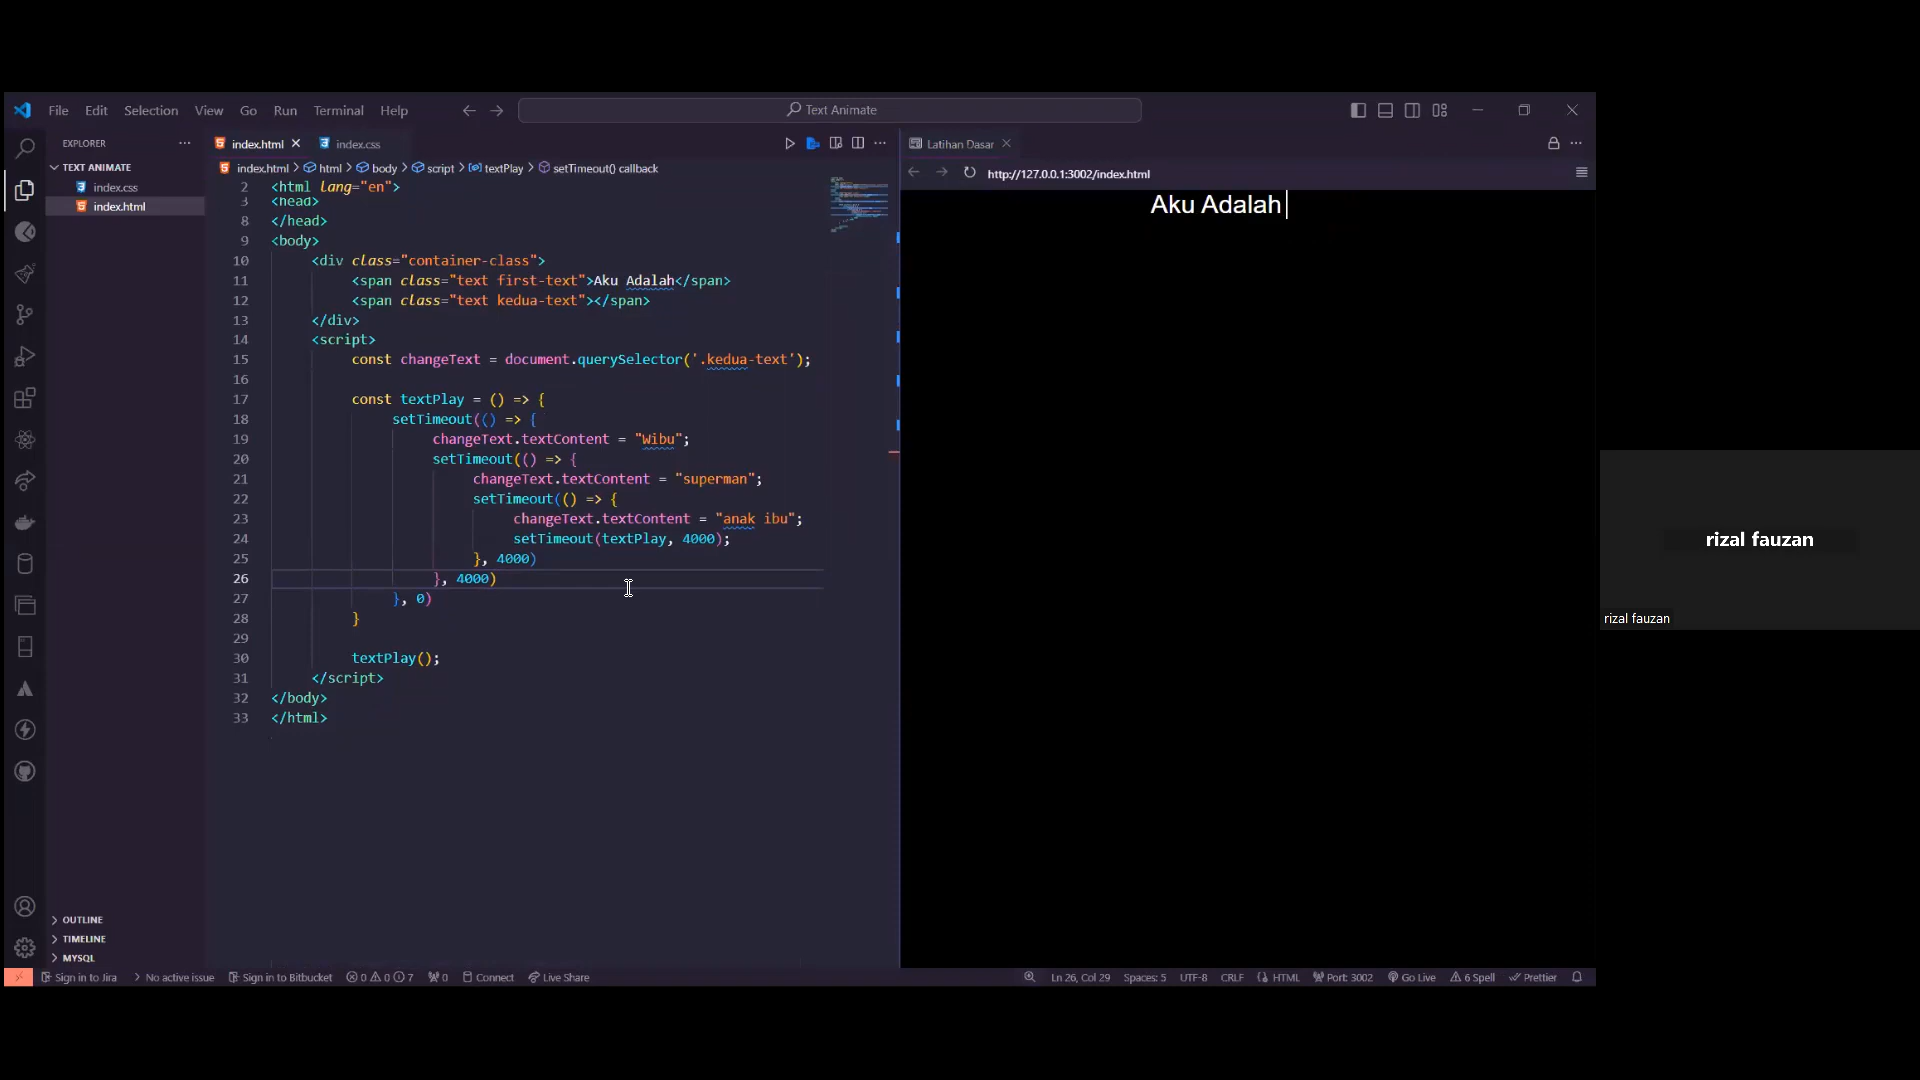 File Edit Selection View Go Run Terminal Help
Text Animate
EXPLORER
TEXT ANIMATE
index.css
index.html
index.html
index.css
index.html > html > body > script > textPlay > setTimeout() callback
2 <html lang="en">
3 <head>
8 </head>
9 <body>
10 <div class="container-class">
11 <span class="text first-text">Aku Adalah</span>
12 <span class="text kedua-text"></span>
13 </div>
14 <script>
15 const changeText = document.querySelector('.kedua-text');
16
17 const textPlay = () => {
18 setTimeout(() => {
19 changeText.textContent = "Wibu";
20 setTimeout(() => {
21 changeText.textContent = "superman";
22 setTimeout(() => {
23 changeText.textContent = "anak ibu";
24 setTimeout(textPlay, 4000);
25 }, 4000)
26 }, 4000)
27 }, 0)
28 }
29
30 textPlay();
31 </script>
32 </body>
33 </html>
Latihan Dasar
http://127.0.0.1:3002/index.html
Aku Adalah
rizal fauzan
rizal fauzan
OUTLINE
TIMELINE
MYSQL
Sign in to Jira No active issue Sign in to Bitbucket 0 0 7 0 Connect Live Share
Ln 26, Col 29 Spaces: 5 UTF-8 CRLF HTML Port: 3002 Go Live 6 Spell Prettier